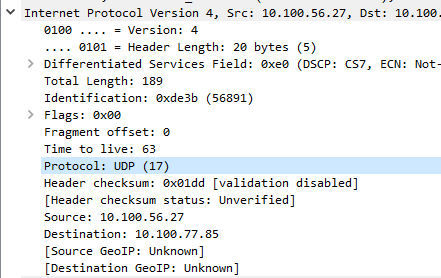 Internet Protocol Version 4, Src: 10.100.56.27, Dst: 10.100.
0100 .... = Version: 4
.... 0101 = Header Length: 20 bytes (5)
Differentiated Services Field: 0xe0 (DSCP: CS7, ECN: Not-
Total Length: 189
Identification: 0xde3b (56891)
Flags: 0x00
Fragment offset: 0
Time to live: 63
Protocol: UDP (17)
Header checksum: 0x01dd [validation disabled]
[Header checksum status: Unverified]
Source: 10.100.56.27
Destination: 10.100.77.85
[Source GeoIP: Unknown]
[Destination GeoIP: Unknown]